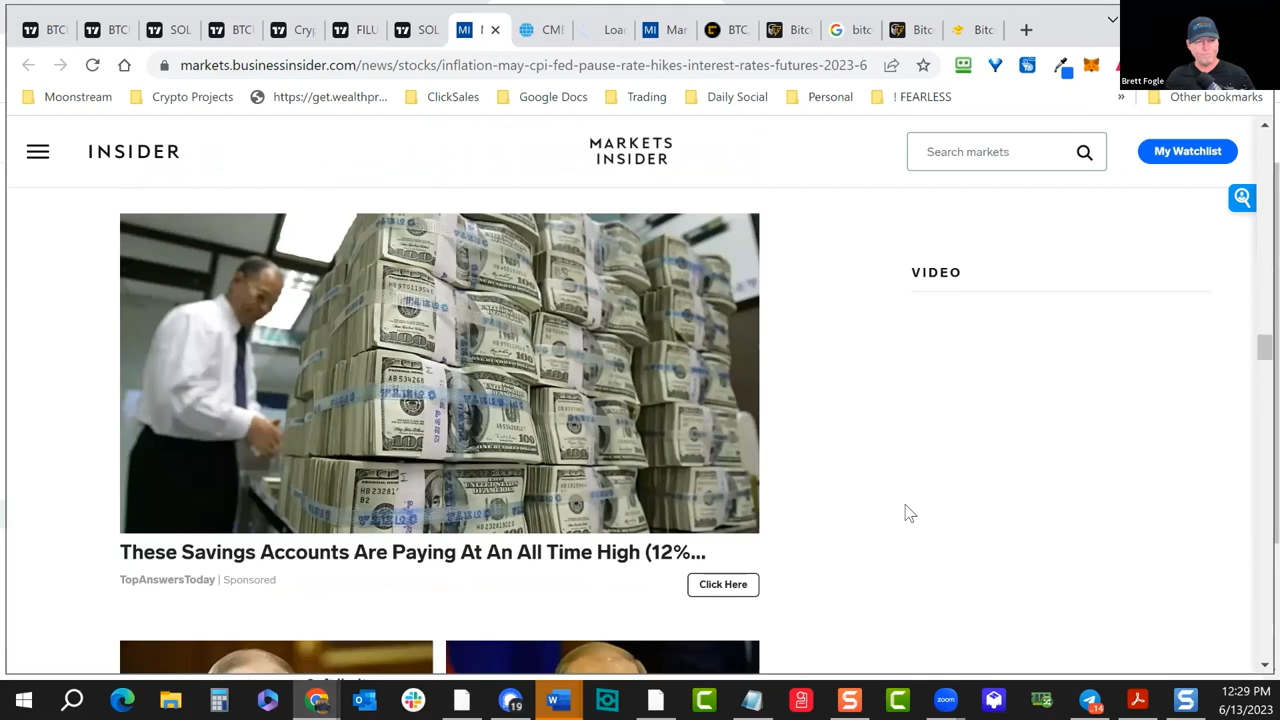 BTC
BTC
SOL
BTC
Cryp
FILU
SOL
MI
CME
Loa
MI Mar
BTC.
Bitc
bitc
Bitc
Bitc
markets.businessinsider.com/news/stocks/inflation-may-cpi-fed-pause-rate-hikes-interest-rates-futures-2023-6
Brett Fogle
Moonstream
Crypto Projects
https://get.wealthpr...
ClickSales
Google Docs
Trading
Daily Social
Personal
! FEARLESS
»
Other bookmarks
INSIDER
MARKETS
INSIDER
Search markets
My Watchlist
VIDEO
These Savings Accounts Are Paying At An All Time High (12%...
TopAnswersToday | Sponsored
Click Here
12:29 PM
6/13/2023